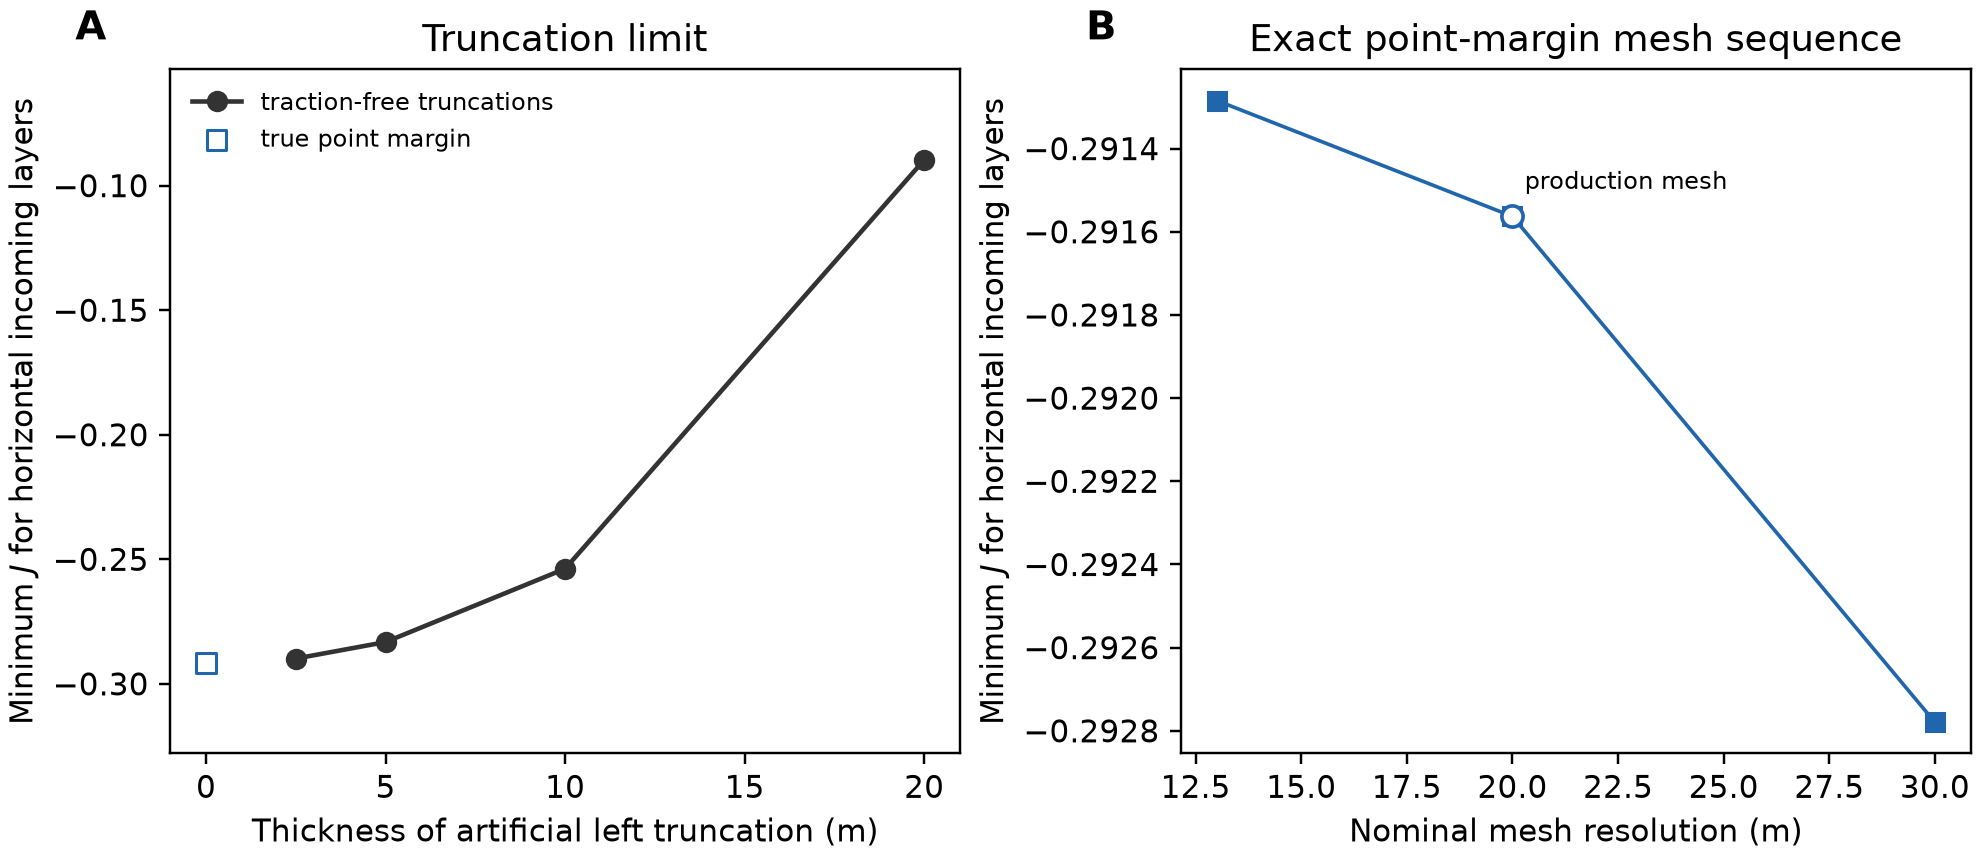 A
Truncation limit
traction-free truncations
true point margin
Minimum J for horizontal incoming layers
−0.10
−0.15
−0.20
−0.25
−0.30
0 5 10 15 20
Thickness of artificial left truncation (m)
B
Exact point-margin mesh sequence
production mesh
Minimum J for horizontal incoming layers
−0.2914
−0.2916
−0.2918
−0.2920
−0.2922
−0.2924
−0.2926
−0.2928
12.5 15.0 17.5 20.0 22.5 25.0 27.5 30.0
Nominal mesh resolution (m)